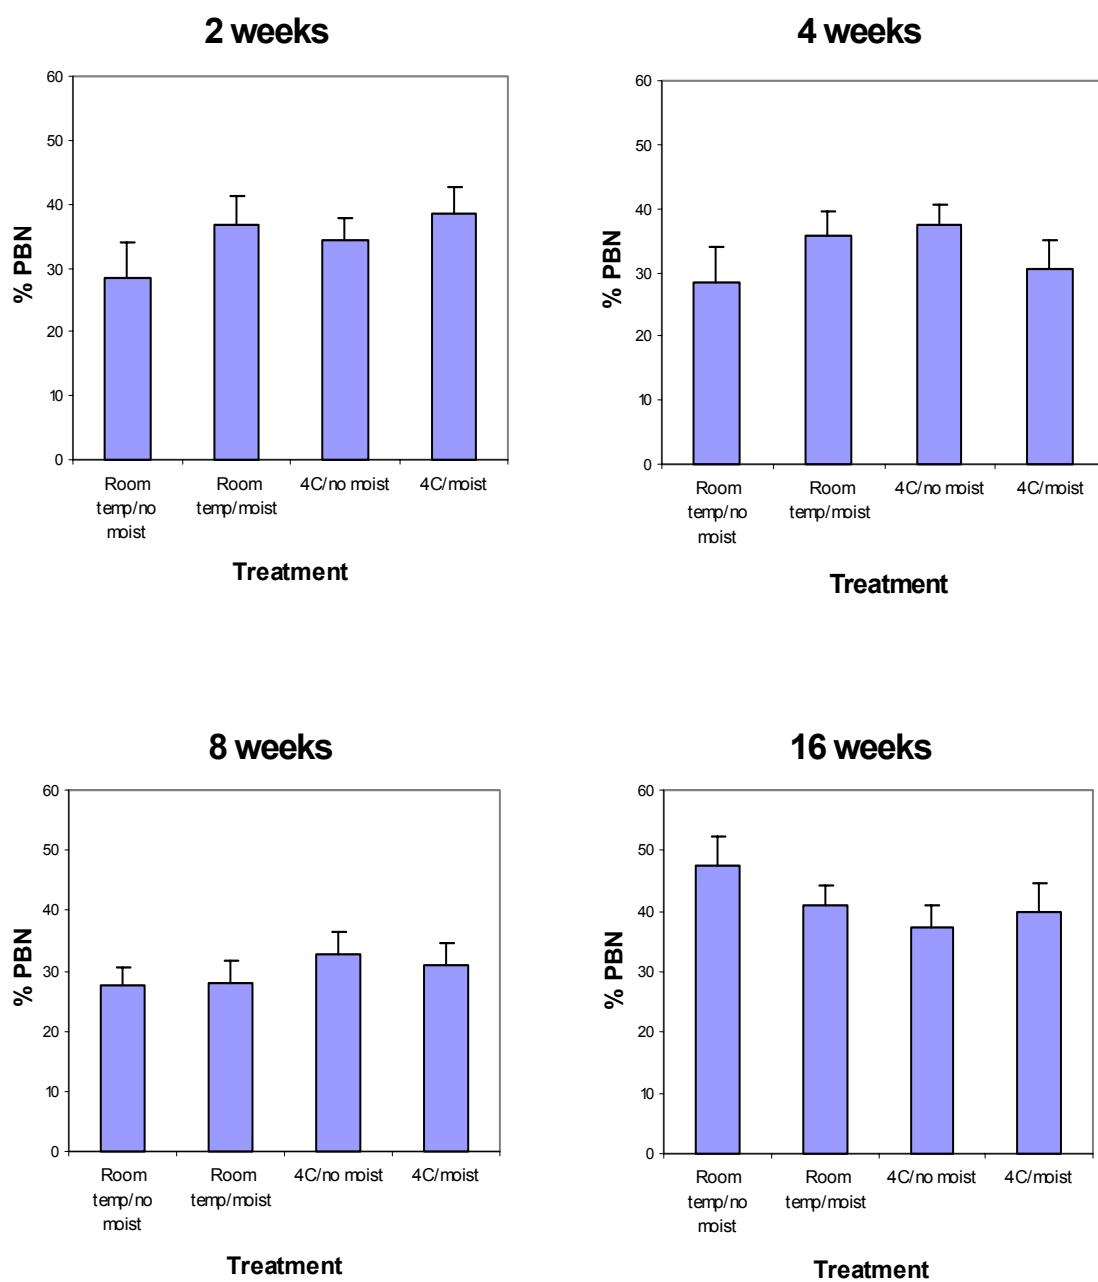 2 weeks
60
50
40
30
20
10
0
% PBN
Room
temp/no
moist
Room
temp/moist
4C/no moist
4C/moist
Treatment
4 weeks
60
50
40
30
20
10
0
% PBN
Room
temp/no
moist
Room
temp/moist
4C/no moist
4C/moist
Treatment
8 weeks
60
50
40
30
20
10
0
% PBN
Room
temp/no
moist
Room
temp/moist
4C/no moist
4C/moist
Treatment
16 weeks
60
50
40
30
20
10
0
% PBN
Room
temp/no
moist
Room
temp/moist
4C/no moist
4C/moist
Treatment